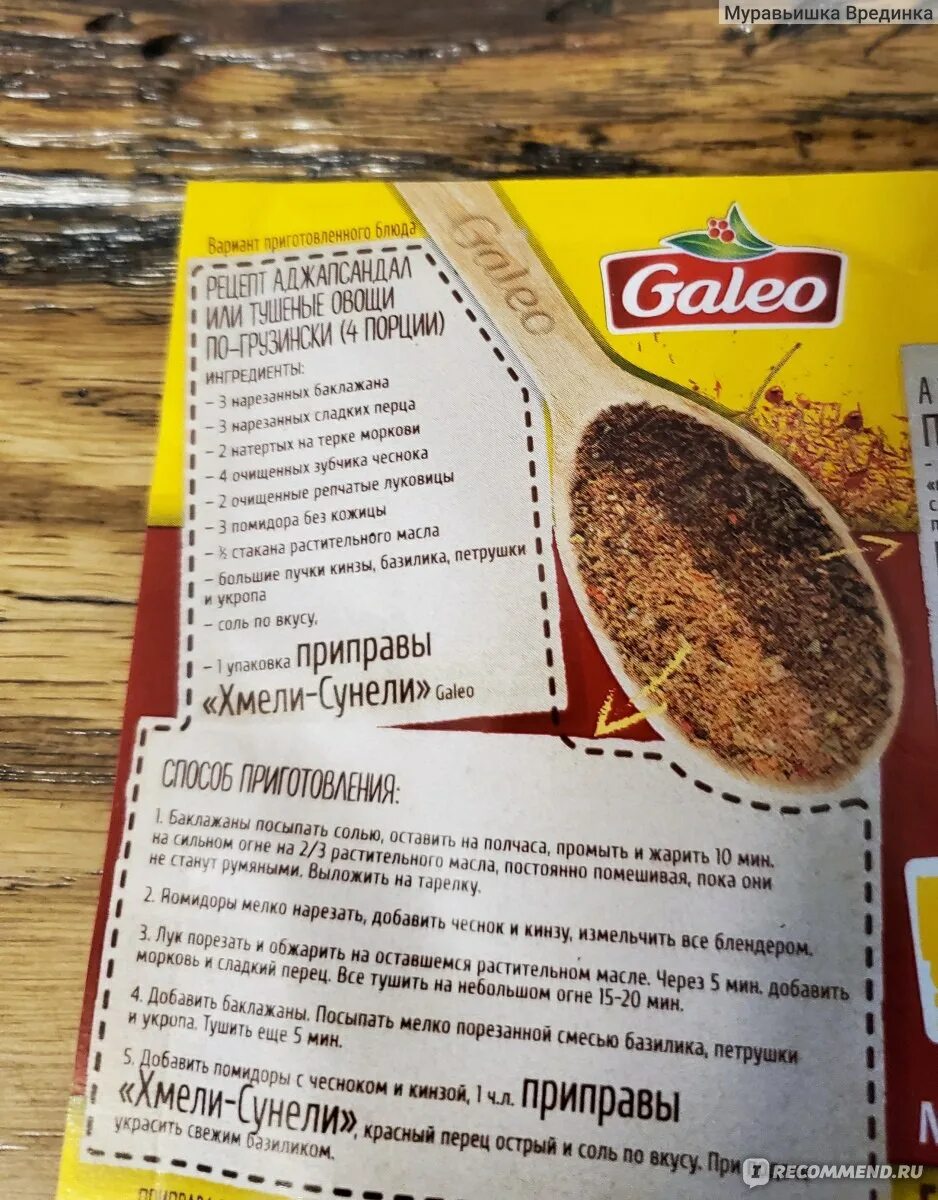 Муравьишка Врединка
Вариант приготовленного блюда
РЕЦЕПТ АДЖАПСАНДАЛ
ИЛИ ТУШЕНЫЕ ОВОЩИ
ПО-ГРУЗИНСКИ (4 ПОРЦИИ)
ИНГРЕДИЕНТЫ:
– 3 нарезанных баклажана
– 3 нарезанных сладких перца
– 2 натертых на терке моркови
– 4 очищенных зубчика чеснока
– 2 очищенные репчатые луковицы
– 3 помидора без кожицы
– стакана растительного масла
– большие пучки кинзы, базилика, петрушки
и укропа
– соль по вкусу,
– 1 упаковка приправы
«Хмели-Сунели» Galeo
Galeo
Galeo
СПОСОБ ПРИГОТОВЛЕНИЯ:
1. Баклажаны посыпать солью, оставить на полчаса, промыть и жарить 10 мин.
на сильном огне на 2/3 растительного масла, постоянно помешивая, пока они
не станут румяными. Выложить на тарелку.
2. Яомидоры мелко нарезать, добавить чеснок и кинзу, измельчить все блендером.
3. Лук порезать и обжарить на оставшемся растительном масле. Через 5 мин. добавить
морковь и сладкий перец. Все тушить на небольшом огне 15-20 мин.
4. Добавить баклажаны. Посыпать мелко порезанной смесью базилика, петрушки
и укропа. Тушить еще 5 мин.
5. Добавить помидоры с чесноком и кинзой, 1 ч.л. приправы
«Хмели-Сунели», красный перец острый и соль по вкусу. При
украсить свежим базиликом.
RECOMMEND.RU